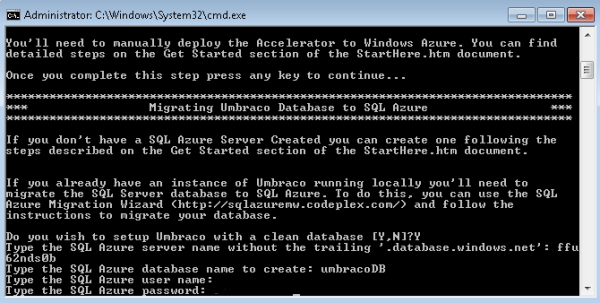 Administrator: C:\Windows\System32\cmd.exe
You'll need to manually deploy the Accelerator to Windows Azure. You can find
detailed steps on the Get Started section of the StartHere.htm document.
Once you complete this step press any key to continue...
*******************************************************************************
***                 Migrating Umbraco Database to SQL Azure                 ***
*******************************************************************************
If you don't have a SQL Azure Server Created you can create one following the
steps described on the Get Started section of the StartHere.htm document.
If you already have an instance of Umbraco running locally you'll need to
migrate the SQL Server database to SQL Azure. To do this, you can use the SQL
Azure Migration Wizard (http://sqlazuremw.codeplex.com/) and follow the
instructions to migrate your database.
Do you wish to setup Umbraco with a clean database [Y,N]?Y
Type the SQL Azure server name without the trailing '.database.windows.net': ffu
62nds0b
Type the SQL Azure database name to create: umbracoDB
Type the SQL Azure user name:
Type the SQL Azure password: